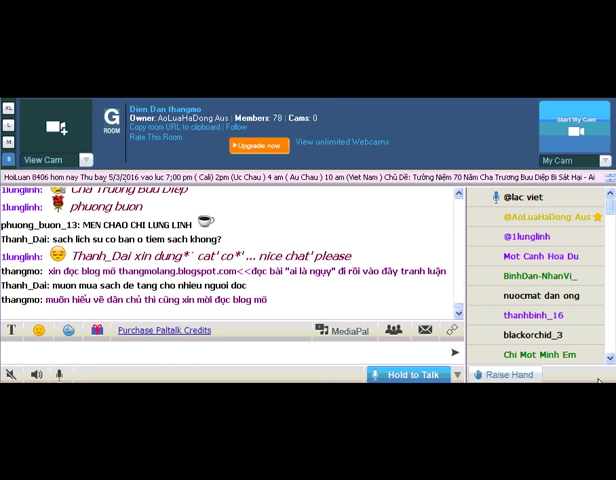 XL
L
M
S
View Cam
G
ROOM
Dien Dan thangmo
Owner: AoLuaHaDong Aus | Members: 78 | Cams: 0
Copy room URL to clipboard | Follow
Rate This Room
Upgrade now
View unlimited Webcams
Start My Cam
My Cam
HoiLuan 8406 hom nay Thu bay 5/3/2016 vao luc 7;00 pm ( Cali) 2pm (Uc Chau ) 4 am ( Au Chau ) 10 am (Viet Nam ) Chủ Đề: Tưởng Niệm 70 Năm Cha Trương Bưu Diệp Bi Sát Hại - Ai
1lunglinh: Cha Trương Bưu Diệp
1lunglinh: phuong buon
phuong_buon_13: MEN CHAO CHI LUNG LINH
Thanh_Dai: sach lich su co ban o tiem sach khong?
1lunglinh: Thanh_Dai xin dung*` cat' co*'... nice chat' please
thangmo: xin đọc blog mõ thangmolang.blogspot.com<<đọc bài "ai là ngụy" đi rồi vào đây tranh luận
Thanh_Dai: muon mua sach de tang cho nhieu nguoi doc
thangmo: muốn hiểu về dân chủ thì cũng xin mời đọc blog mõ
@lac viet
@AoLuaHaDong Aus
@1lunglinh
Mot Canh Hoa Du
BinhDan-NhanVi_
nuocmat dan ong
thanhbinh_16
blackorchid_3
Chi Mot Minh Em
T
Purchase Paltalk Credits
MediaPal
Hold to Talk
Raise Hand